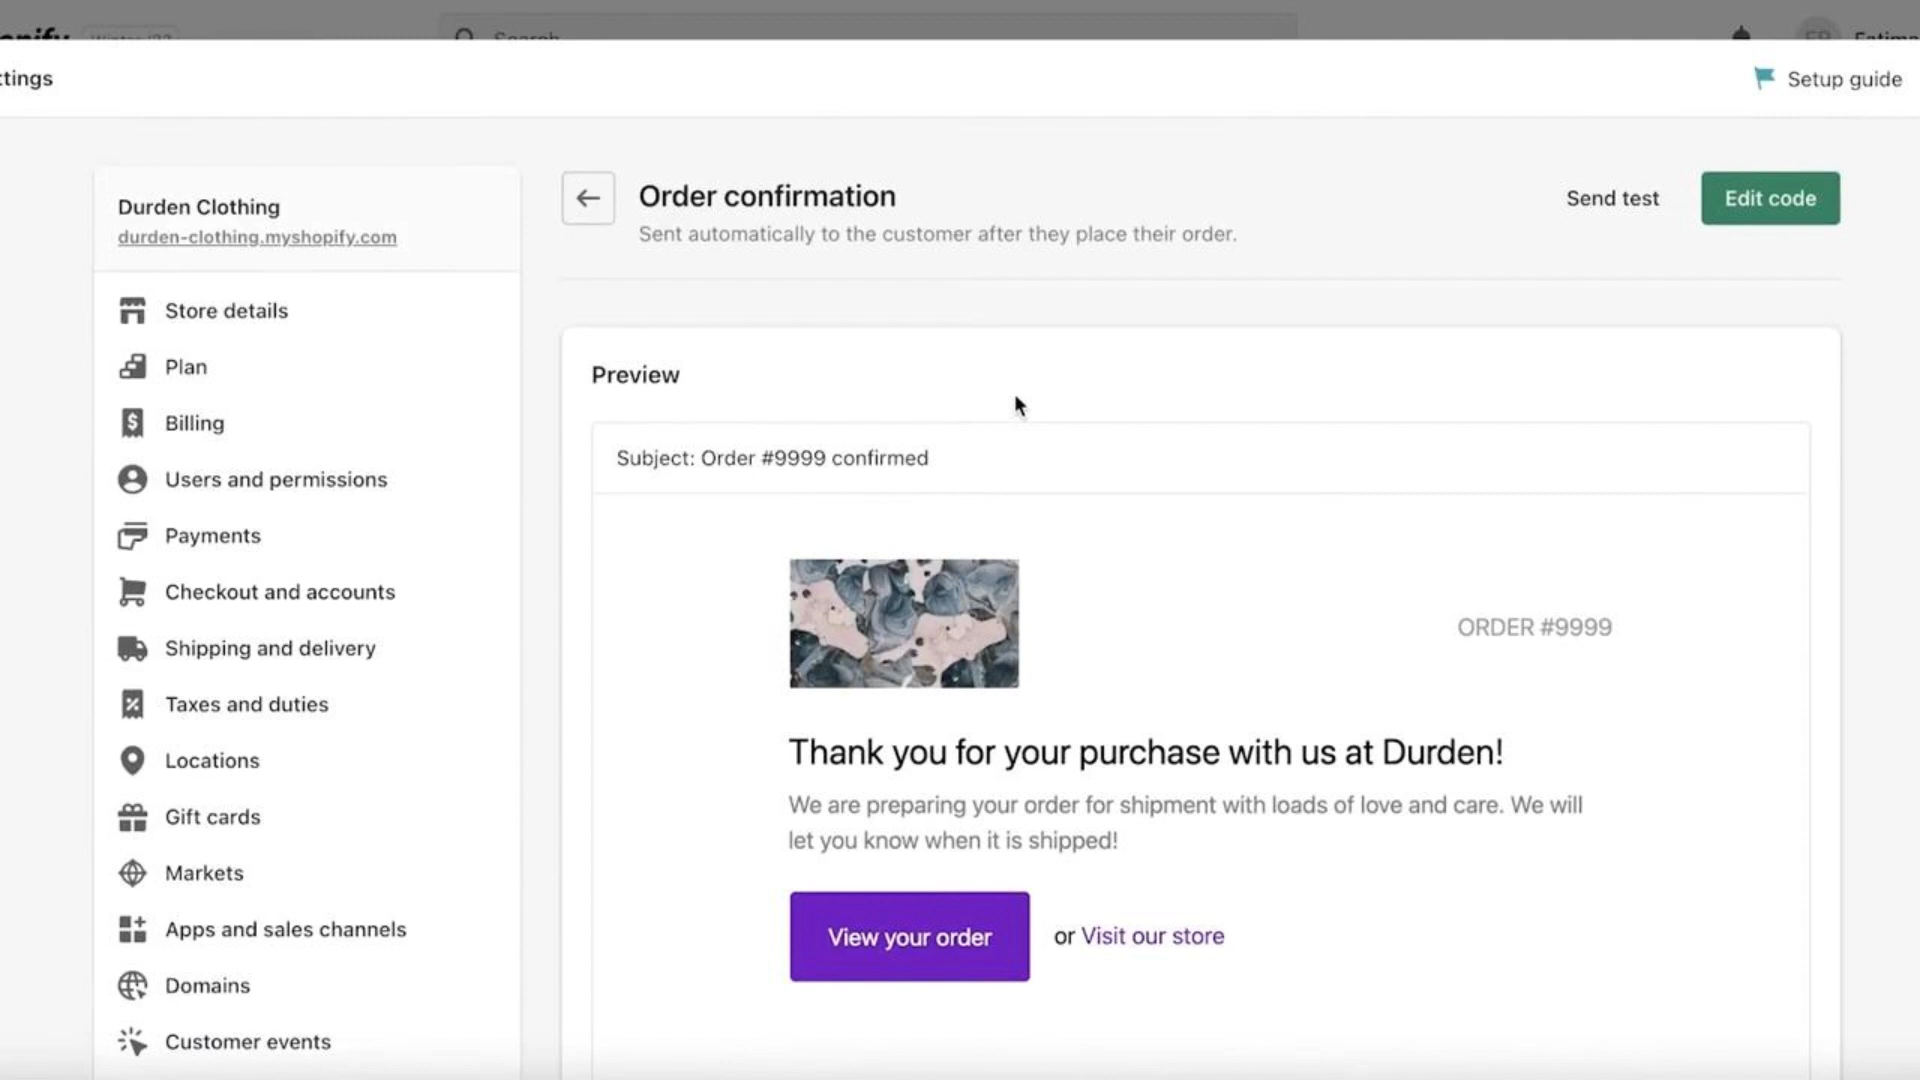 Settings
Setup guide
Durden Clothing
durden-clothing.myshopify.com
Store details
Plan
Billing
Users and permissions
Payments
Checkout and accounts
Shipping and delivery
Taxes and duties
Locations
Gift cards
Markets
Apps and sales channels
Domains
Customer events
Order confirmation
Sent automatically to the customer after they place their order.
Send test
Edit code
Preview
Subject: Order #9999 confirmed
ORDER #9999
Thank you for your purchase with us at Durden!
We are preparing your order for shipment with loads of love and care. We will
let you know when it is shipped!
View your order
or Visit our store